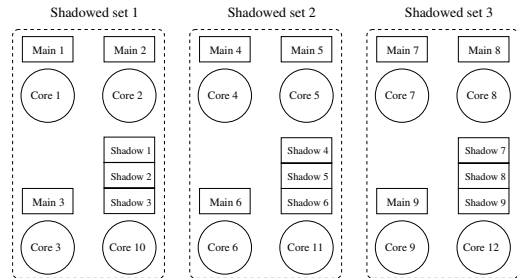 Shadowed set 1
Main 1
Main 2
Core 1
Core 2
Shadow 1
Shadow 2
Shadow 3
Main 3
Core 3
Core 10
Shadowed set 2
Main 4
Main 5
Core 4
Core 5
Shadow 4
Shadow 5
Shadow 6
Main 6
Core 6
Core 11
Shadowed set 3
Main 7
Main 8
Core 7
Core 8
Shadow 7
Shadow 8
Shadow 9
Main 9
Core 9
Core 12